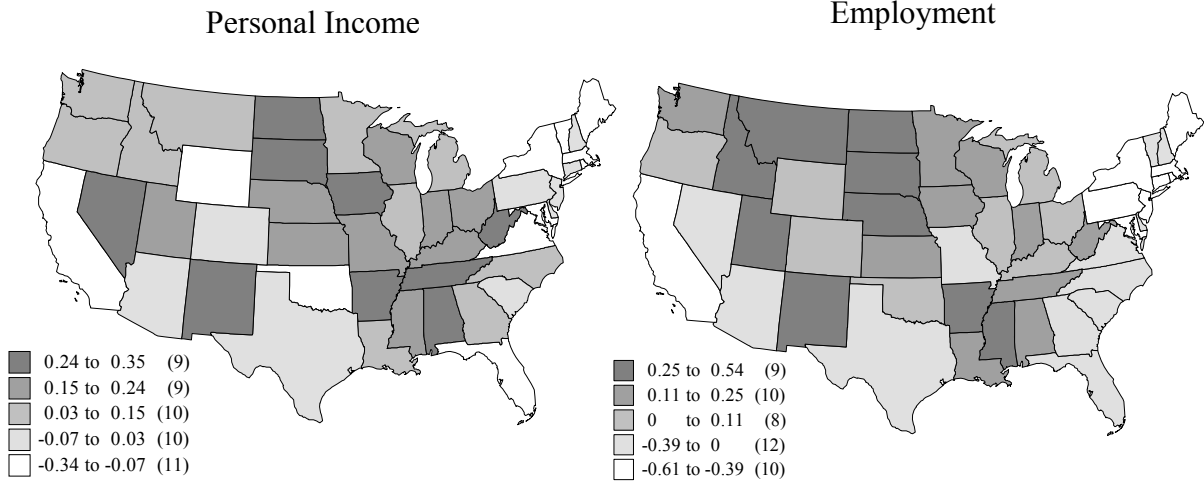 Personal Income
Employment
0.24 to 0.35 (9)
0.15 to 0.24 (9)
0.03 to 0.15 (10)
-0.07 to 0.03 (10)
-0.34 to -0.07 (11)
0.25 to 0.54 (9)
0.11 to 0.25 (10)
0 to 0.11 (8)
-0.39 to 0 (12)
-0.61 to -0.39 (10)